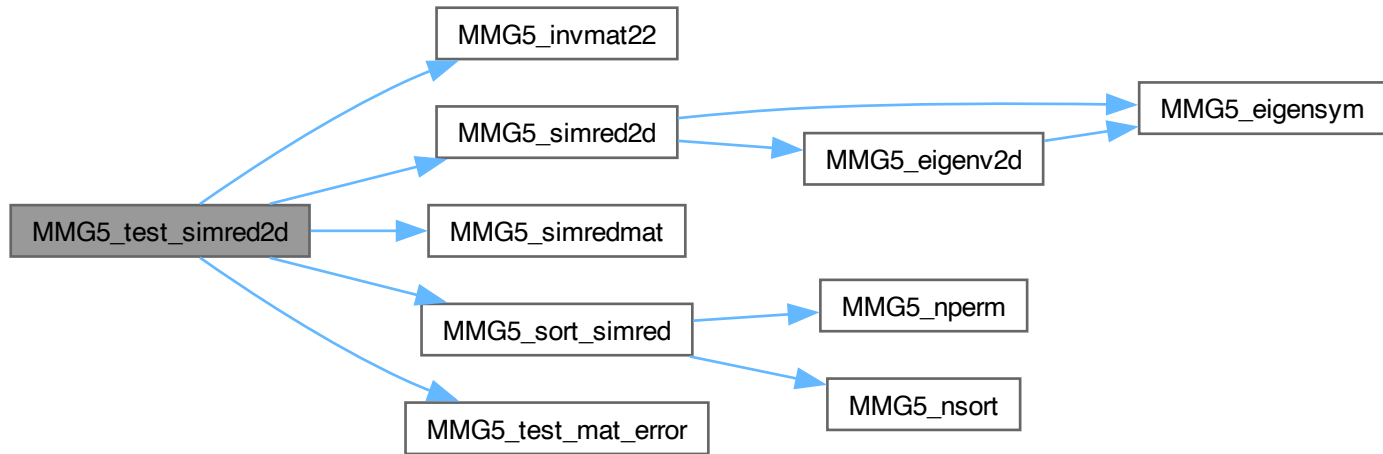 MMG5_invmat22
MMG5_eigensym
MMG5_simred2d
MMG5_eigenv2d
MMG5_test_simred2d
MMG5_simredmat
MMG5_nperm
MMG5_sort_simred
MMG5_nsort
MMG5_test_mat_error